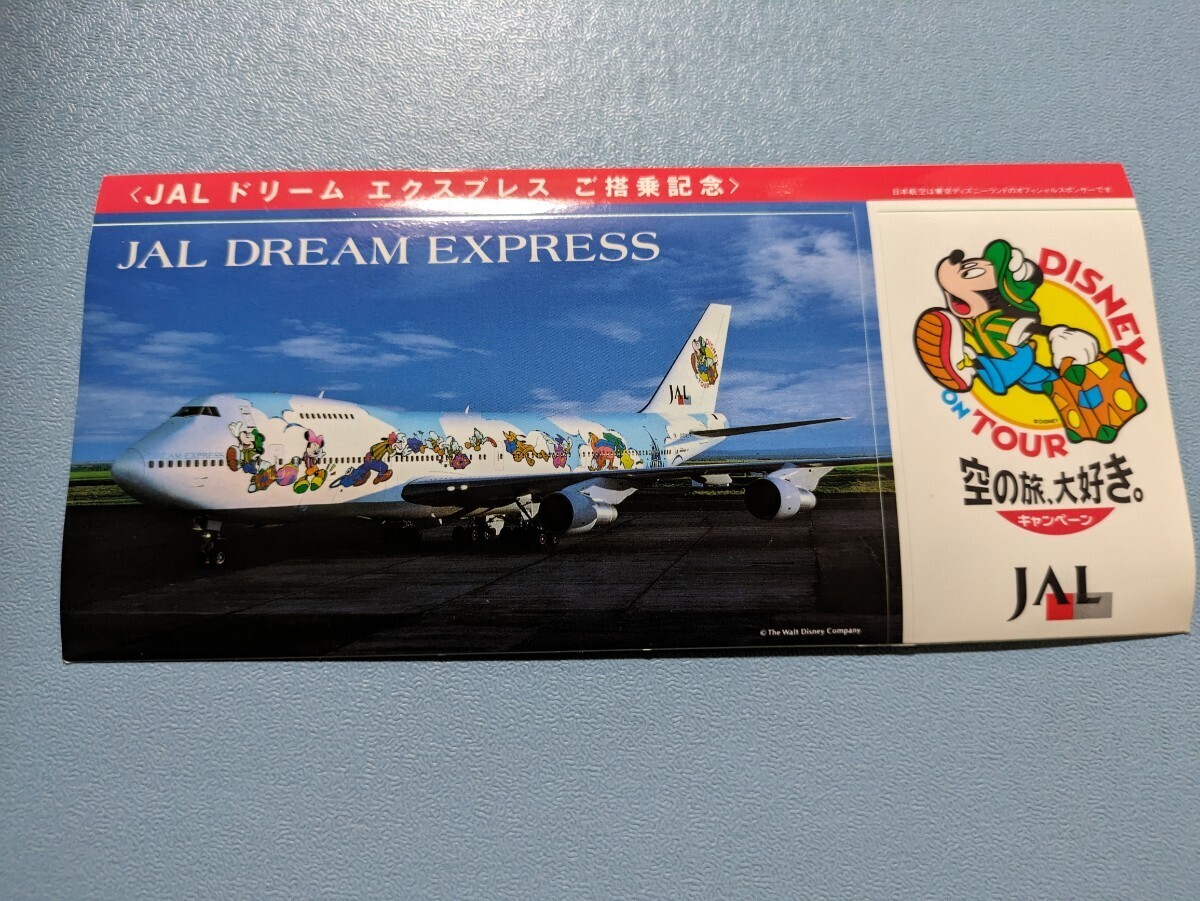 〈JAL ドリーム エクスプレス ご搭乗記念〉
日本航空は東京ディズニーランドのオフィシャルスポンサーです。
JAL DREAM EXPRESS
DREAM EXPRESS
JAL
© The Walt Disney Company
DISNEY
ON
TOUR
©DISNEY
空の旅、大好き。
キャンペーン
JAL